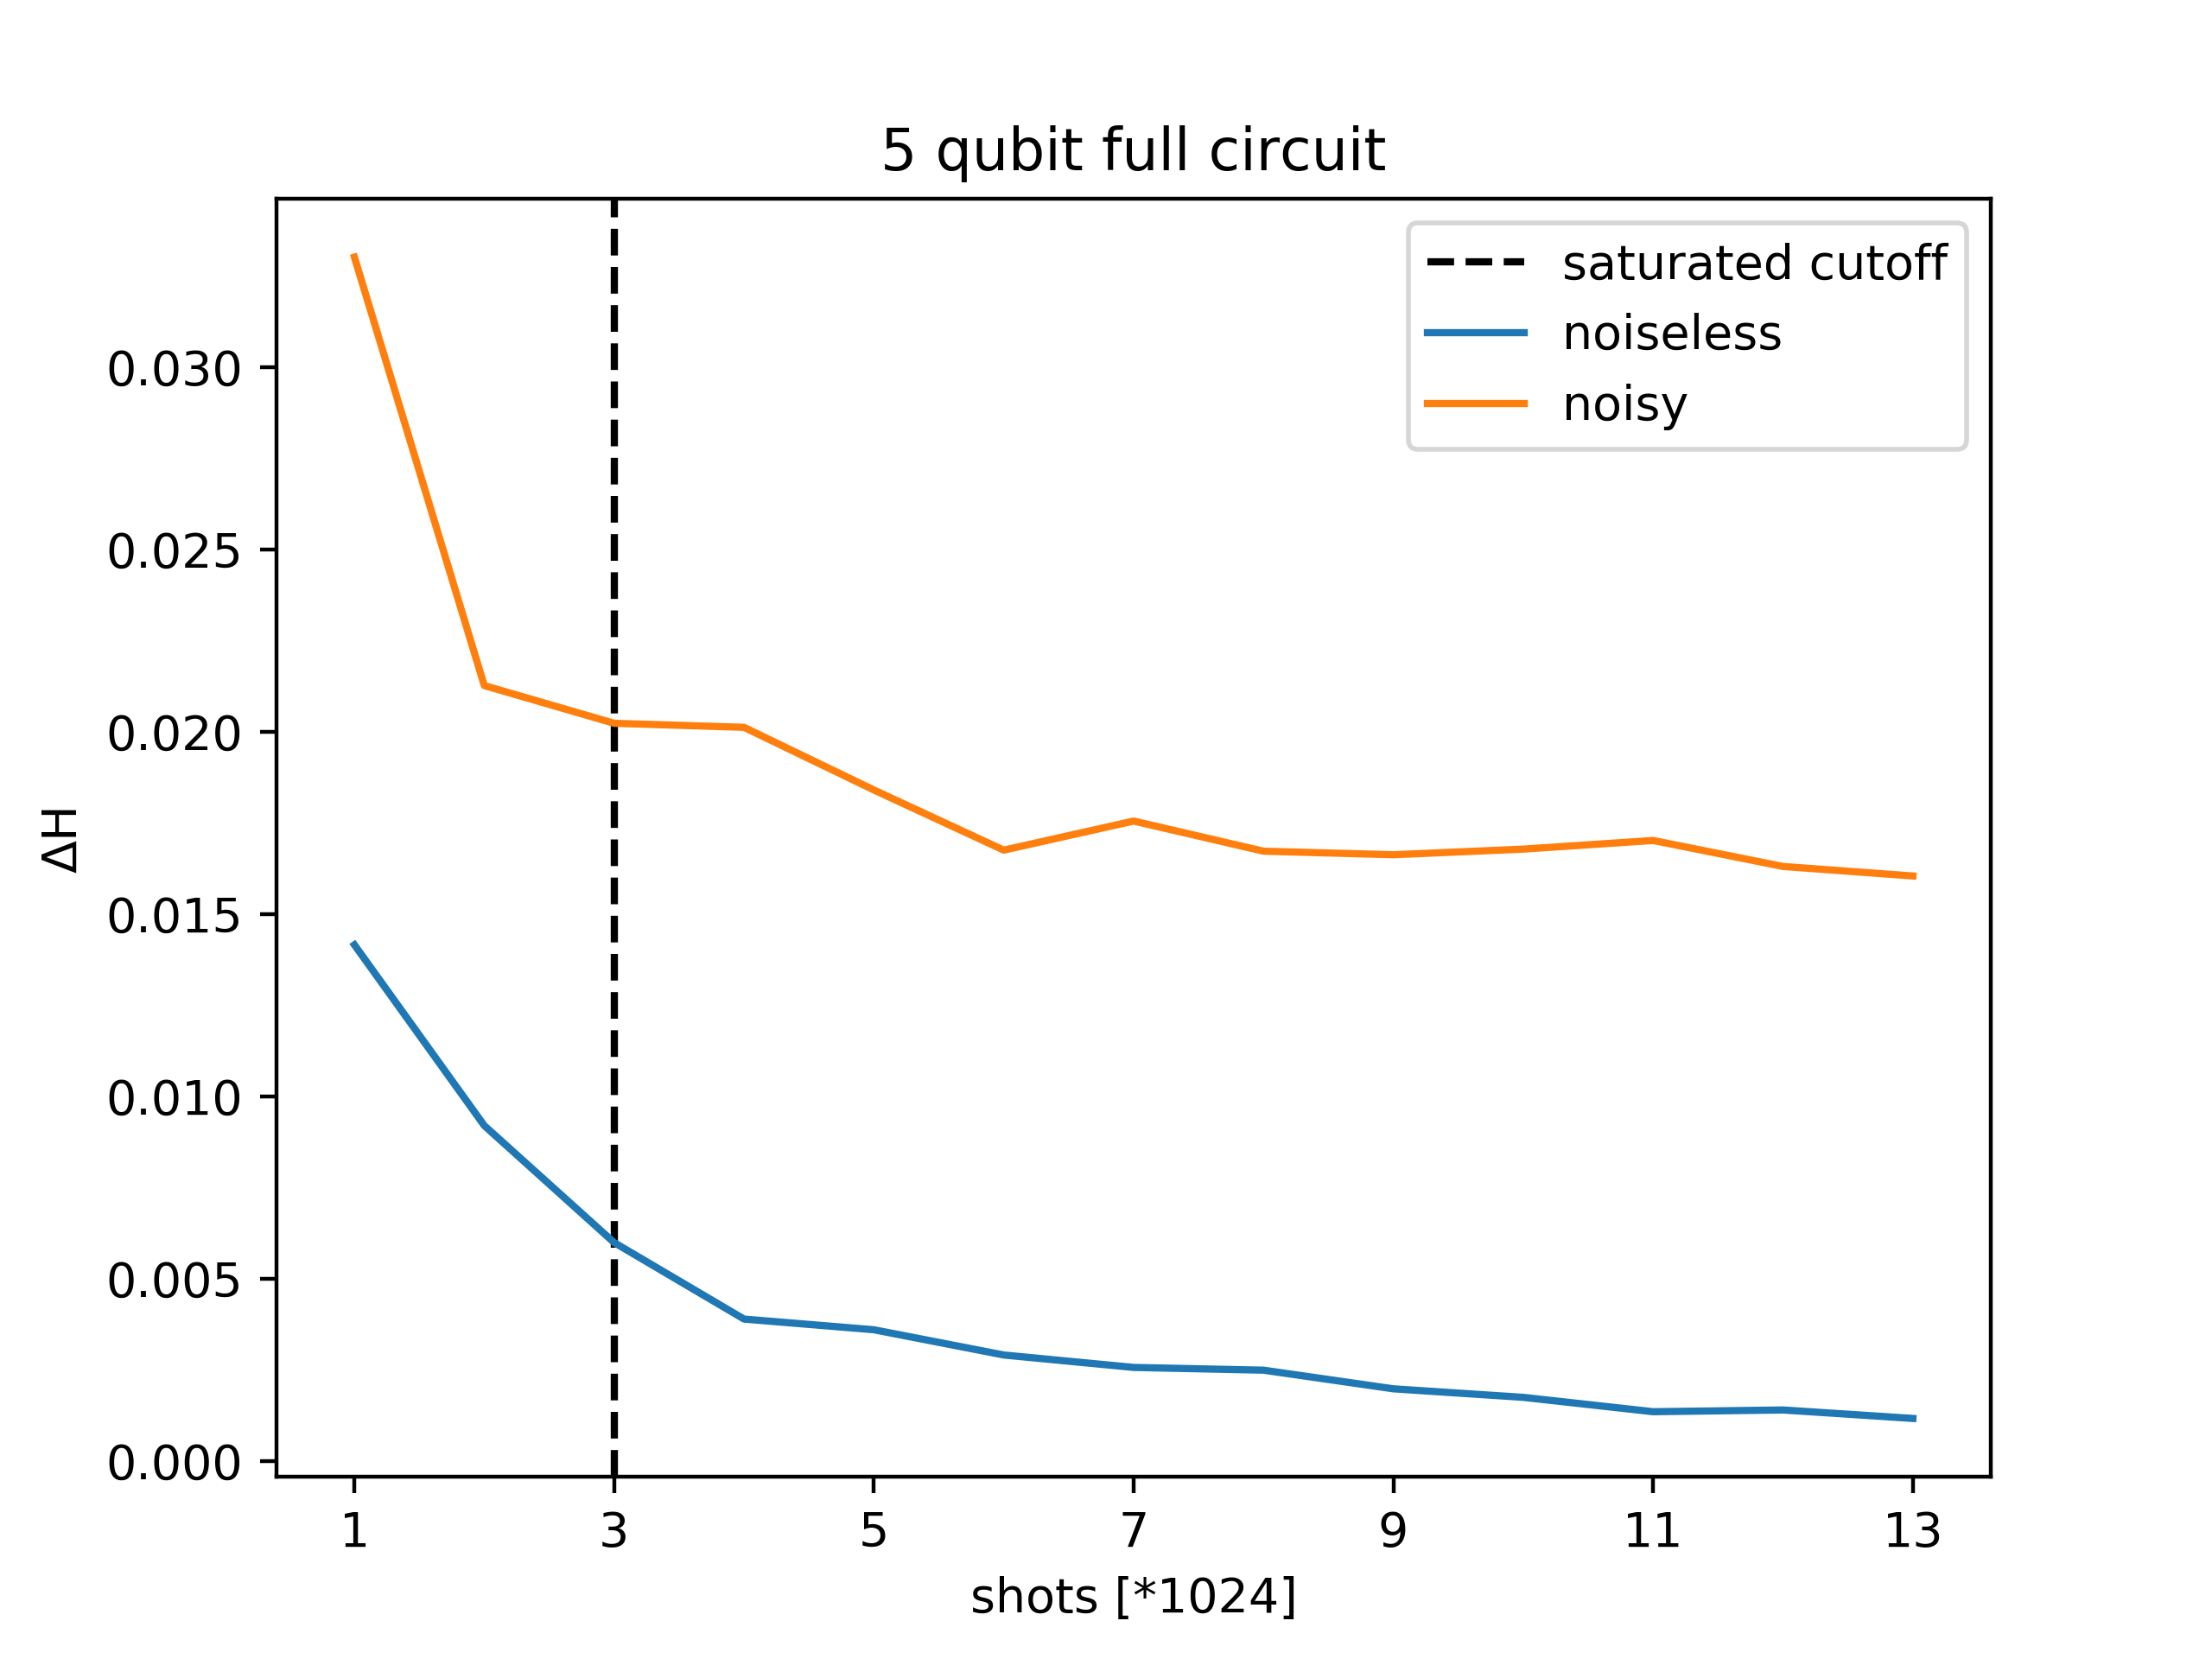 5 qubit full circuit
saturated cutoff
noiseless
noisy
0.030
0.025
0.020
0.015
0.010
0.005
0.000
ΔH
1 3 5 7 9 11 13
shots [*1024]